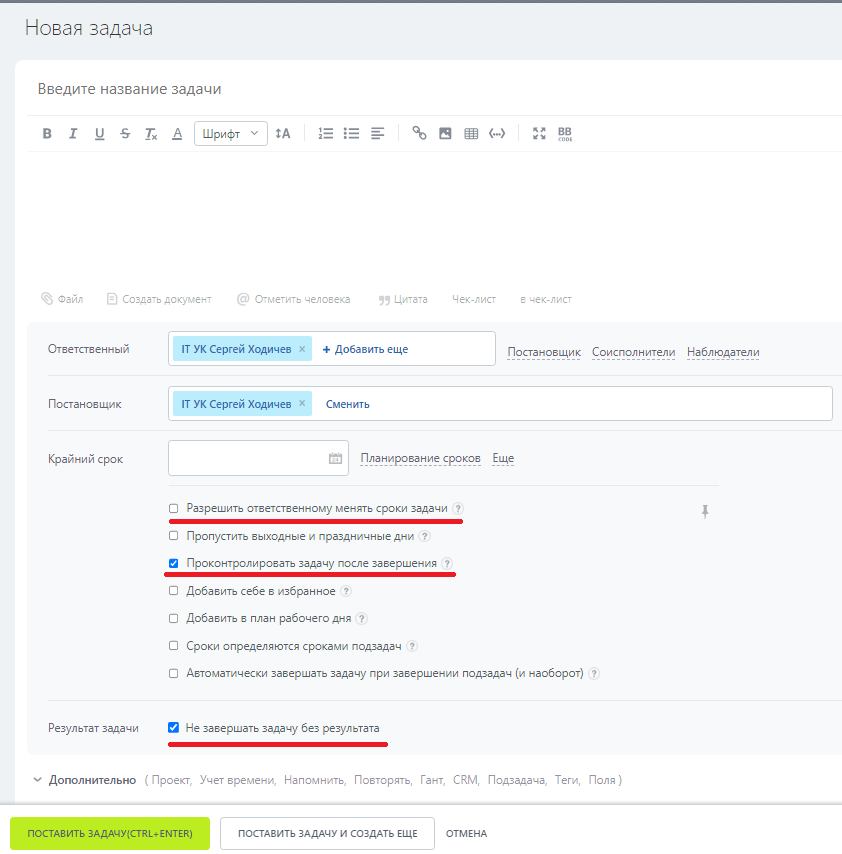 Новая задача
Введите название задачи
B I U S Tx A Шрифт A BB CODE
Файл Создать документ Отметить человека Цитата Чек-лист в чек-лист
Ответственный IT УК Сергей Ходичев × + Добавить еще Постановщик Соисполнители Наблюдатели
Постановщик IT УК Сергей Ходичев × Сменить
Крайний срок Планирование сроков Еще
Разрешить ответственному менять сроки задачи ?
Пропустить выходные и праздничные дни ?
Проконтролировать задачу после завершения ?
Добавить себе в избранное ?
Добавить в план рабочего дня ?
Сроки определяются сроками подзадач ?
Автоматически завершать задачу при завершении подзадач (и наоборот) ?
Результат задачи Не завершать задачу без результата
Дополнительно ( Проект, Учет времени, Напомнить, Повторять, Гант, CRM, Подзадача, Теги, Поля )
ПОСТАВИТЬ ЗАДАЧУ(CTRL+ENTER) ПОСТАВИТЬ ЗАДАЧУ И СОЗДАТЬ ЕЩЕ ОТМЕНА